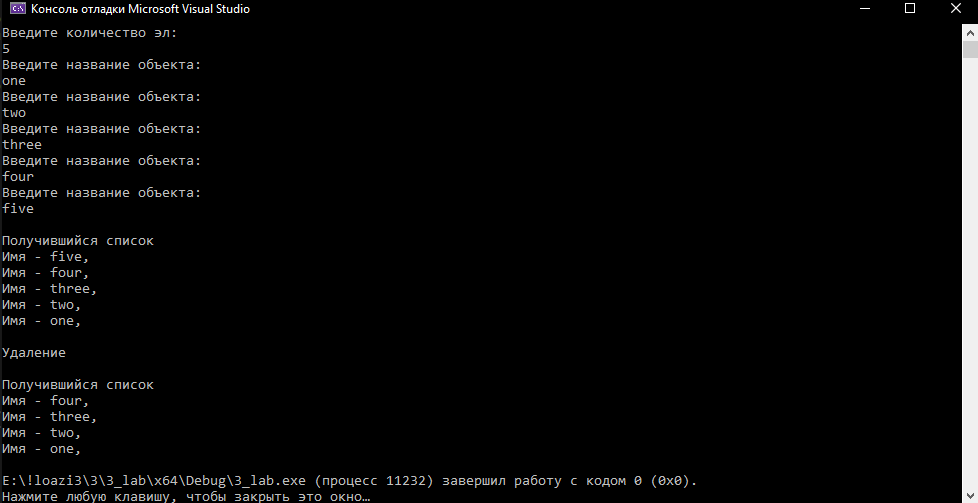 Консоль отладки Microsoft Visual Studio
Введите количество эл:
5
Введите название объекта:
one
Введите название объекта:
two
Введите название объекта:
three
Введите название объекта:
four
Введите название объекта:
five
Получившийся список
Имя - five,
Имя - four,
Имя - three,
Имя - two,
Имя - one,
Удаление
Получившийся список
Имя - four,
Имя - three,
Имя - two,
Имя - one,
E:\!loazi3\3\3_lab\x64\Debug\3_lab.exe (процесс 11232) завершил работу с кодом 0 (0x0).
Нажмите любую клавишу, чтобы закрыть это окно…